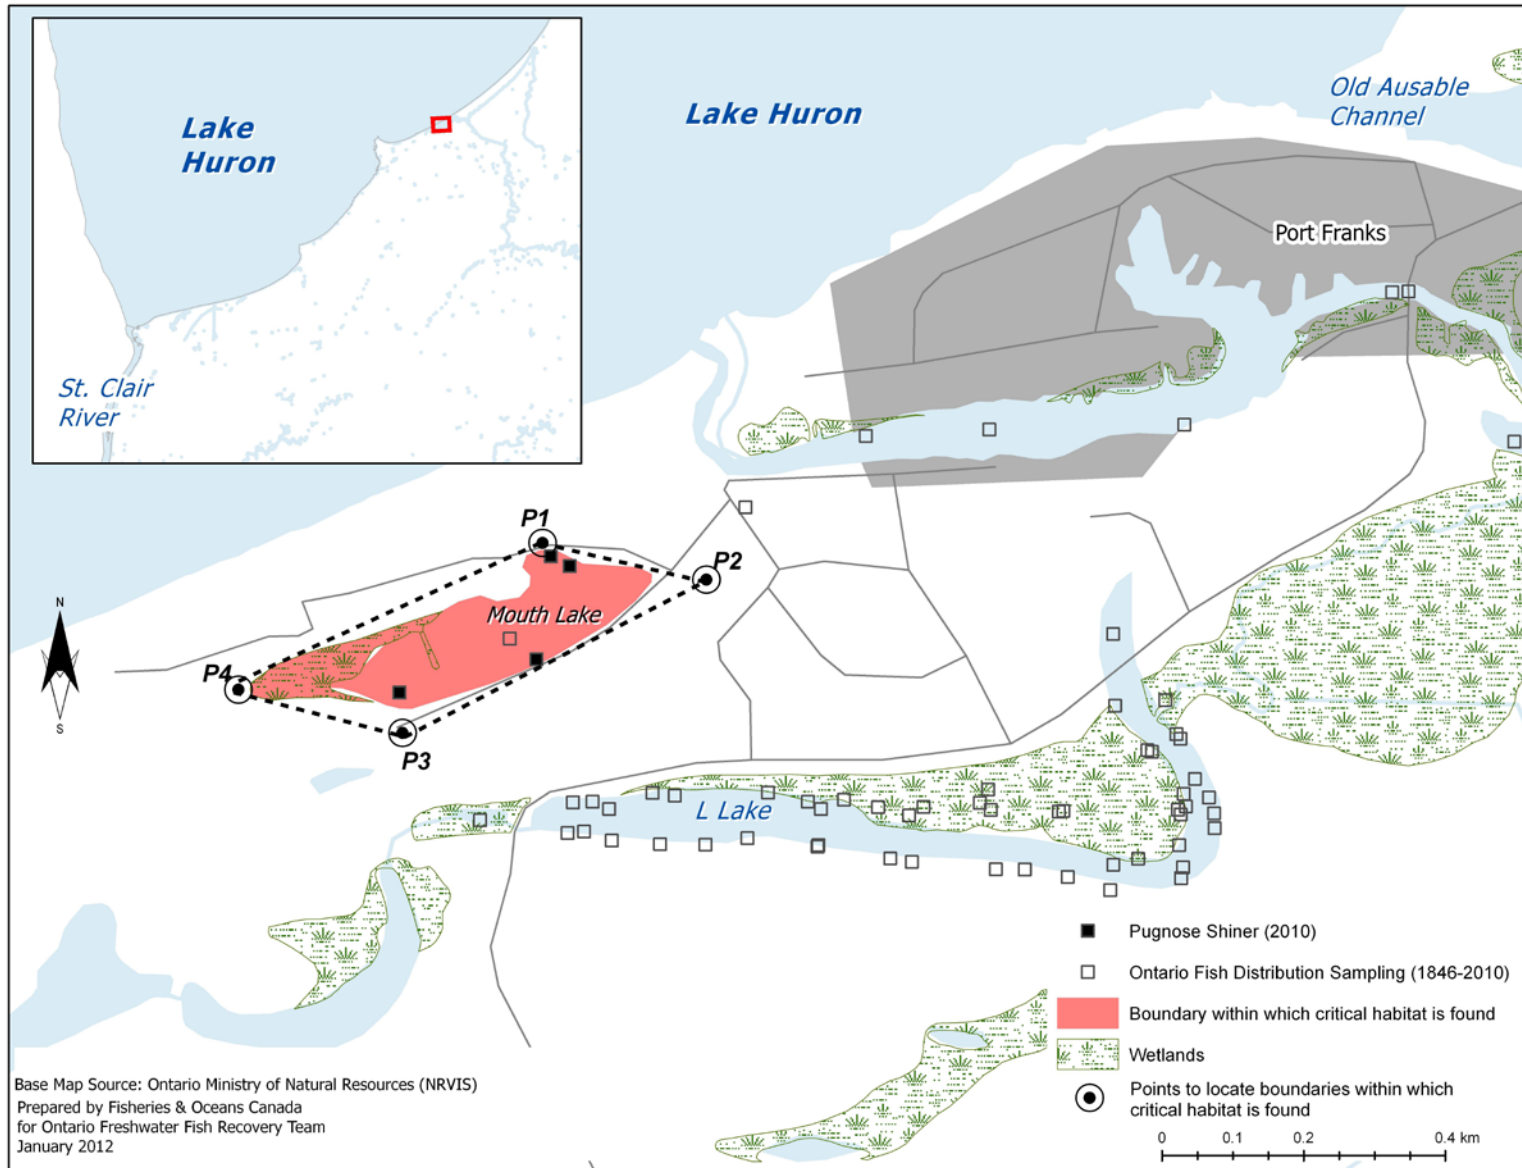 Lake
Huron
St. Clair
River
Lake Huron
Old Ausable
Channel
Port Franks
P1
P2
Mouth Lake
P4
P3
N
S
L Lake
Pugnose Shiner (2010)
Ontario Fish Distribution Sampling (1846-2010)
Boundary within which critical habitat is found
Wetlands
Points to locate boundaries within which
critical habitat is found
0 0.1 0.2 0.4 km
Base Map Source: Ontario Ministry of Natural Resources (NRVIS)
Prepared by Fisheries & Oceans Canada
for Ontario Freshwater Fish Recovery Team
January 2012